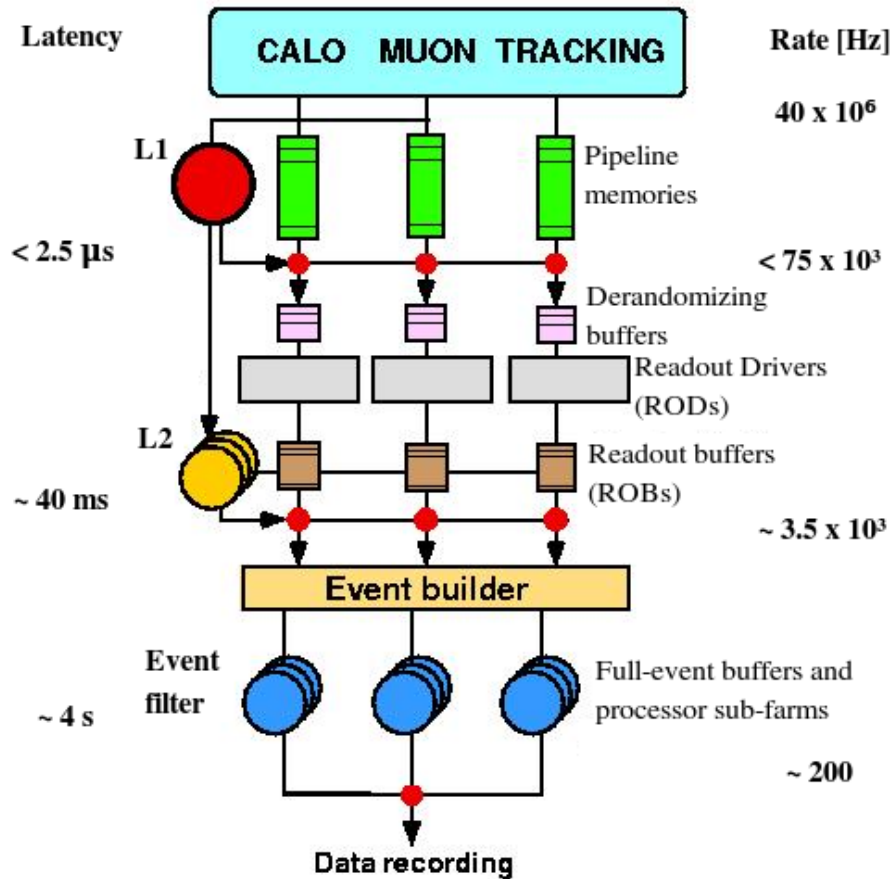 Latency
CALO MUON TRACKING
Rate [Hz]
40 x 10⁶
L1
Pipeline
memories
< 2.5 µs
< 75 x 10³
Derandomizing
buffers
Readout Drivers
(RODs)
L2
Readout buffers
(ROBs)
~ 40 ms
~ 3.5 x 10³
Event builder
Event
filter
Full-event buffers and
processor sub-farms
~ 4 s
~ 200
Data recording